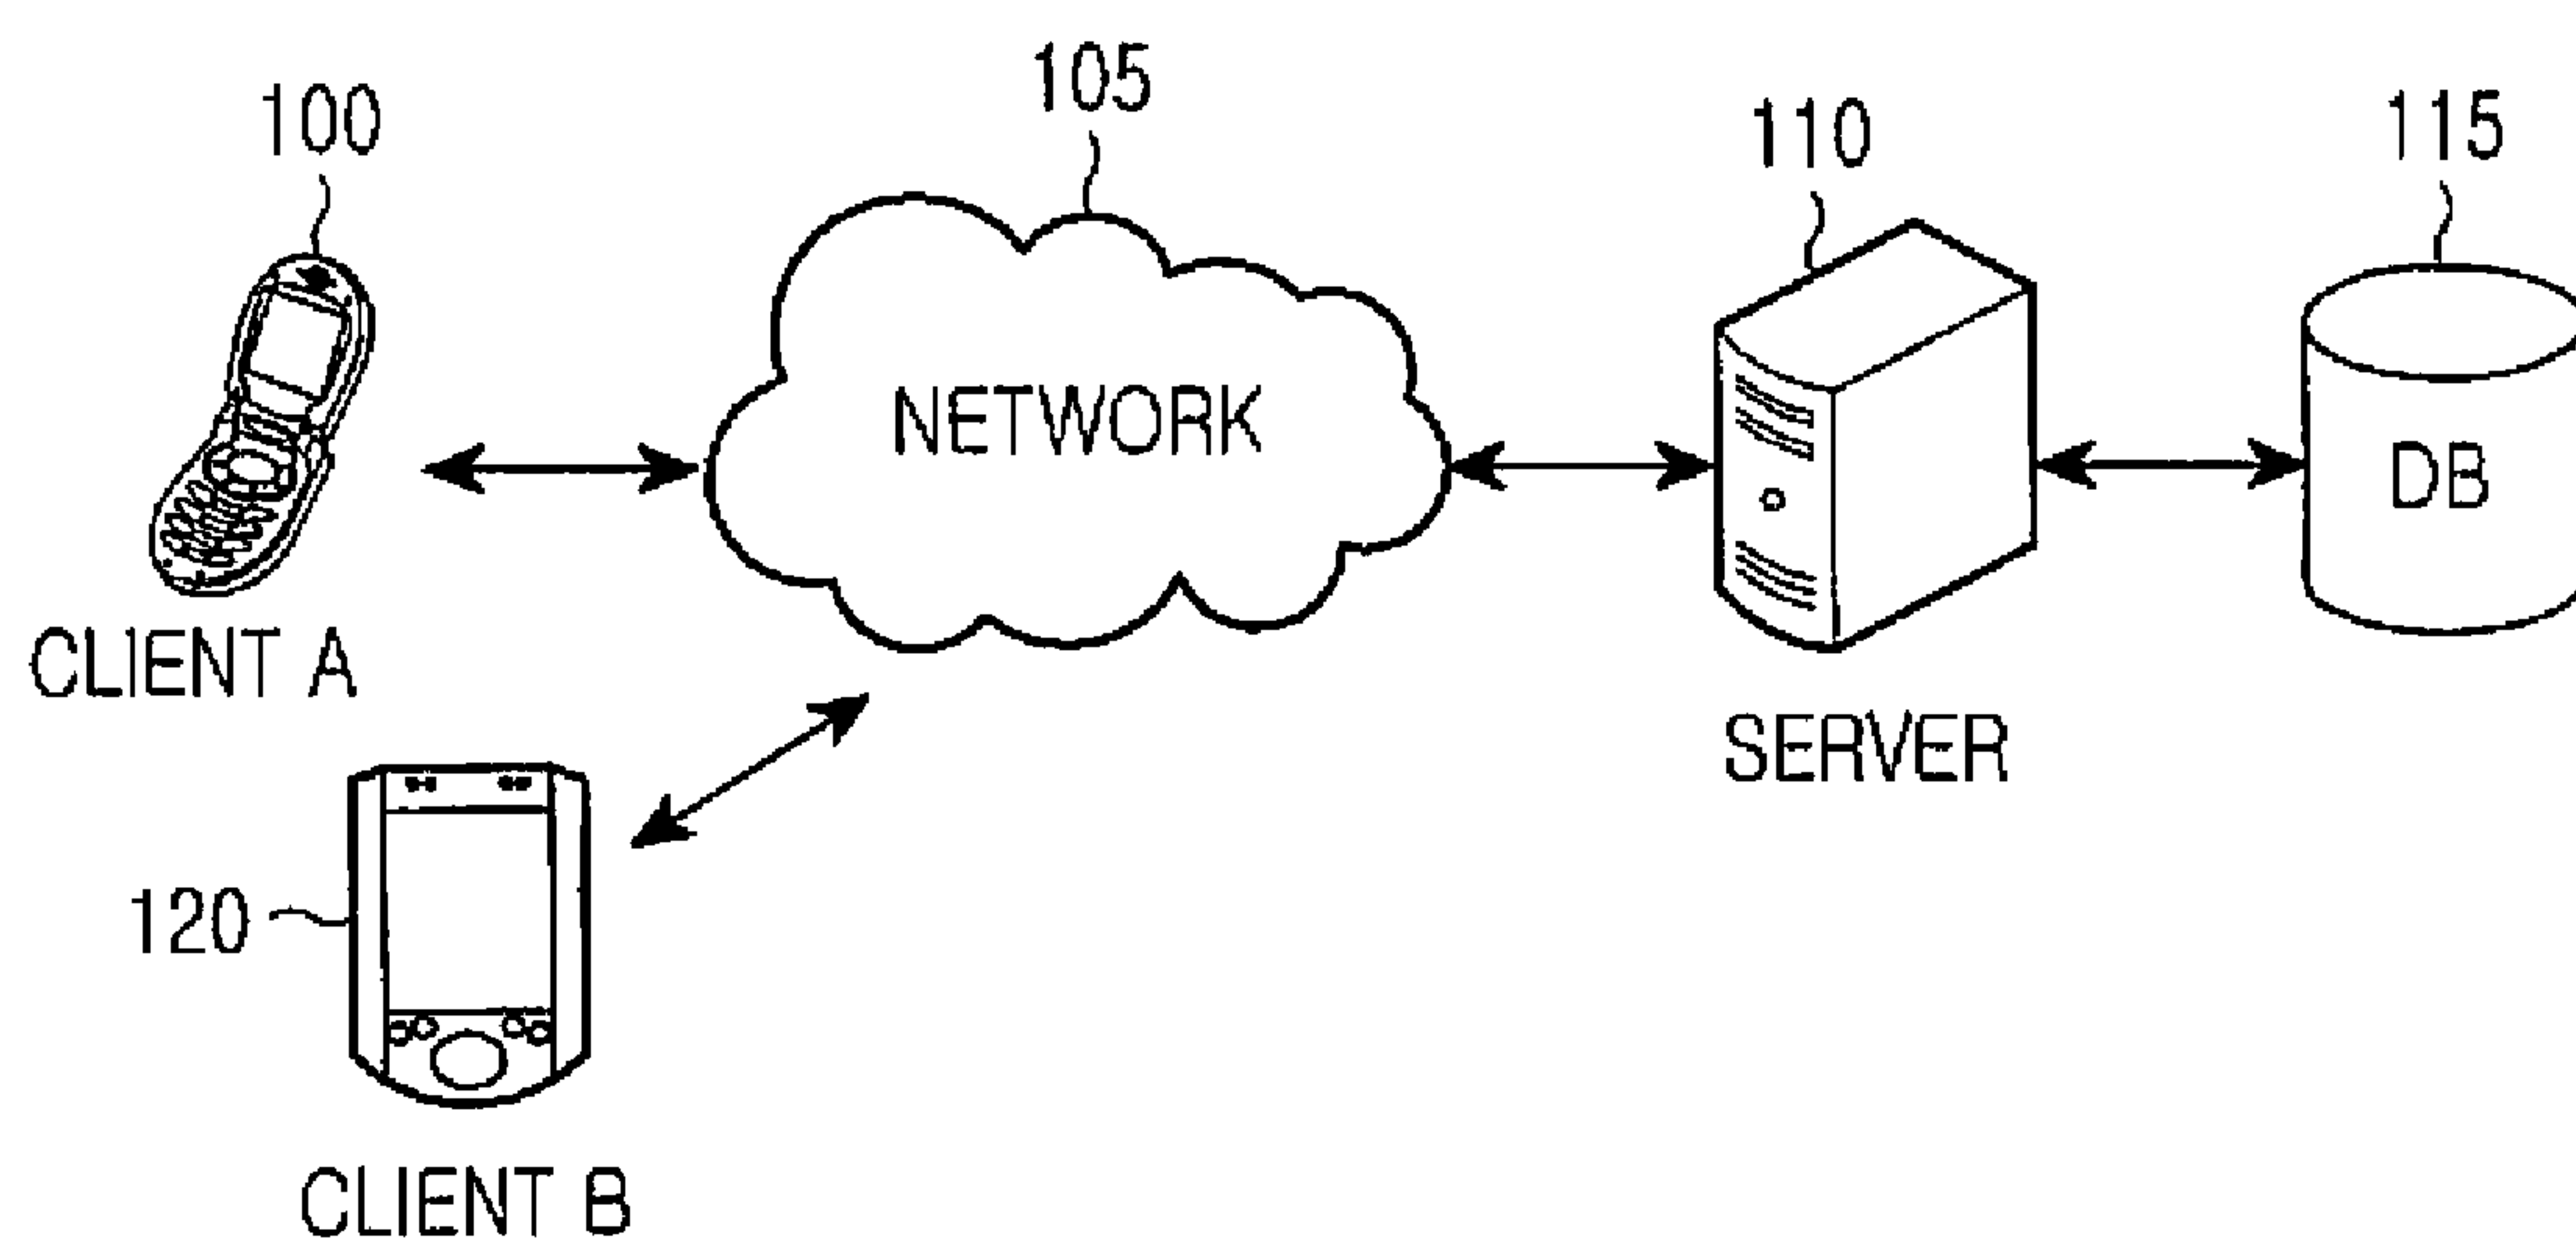 100
105
110
115
NETWORK
DB
CLIENT A
SERVER
120
CLIENT B